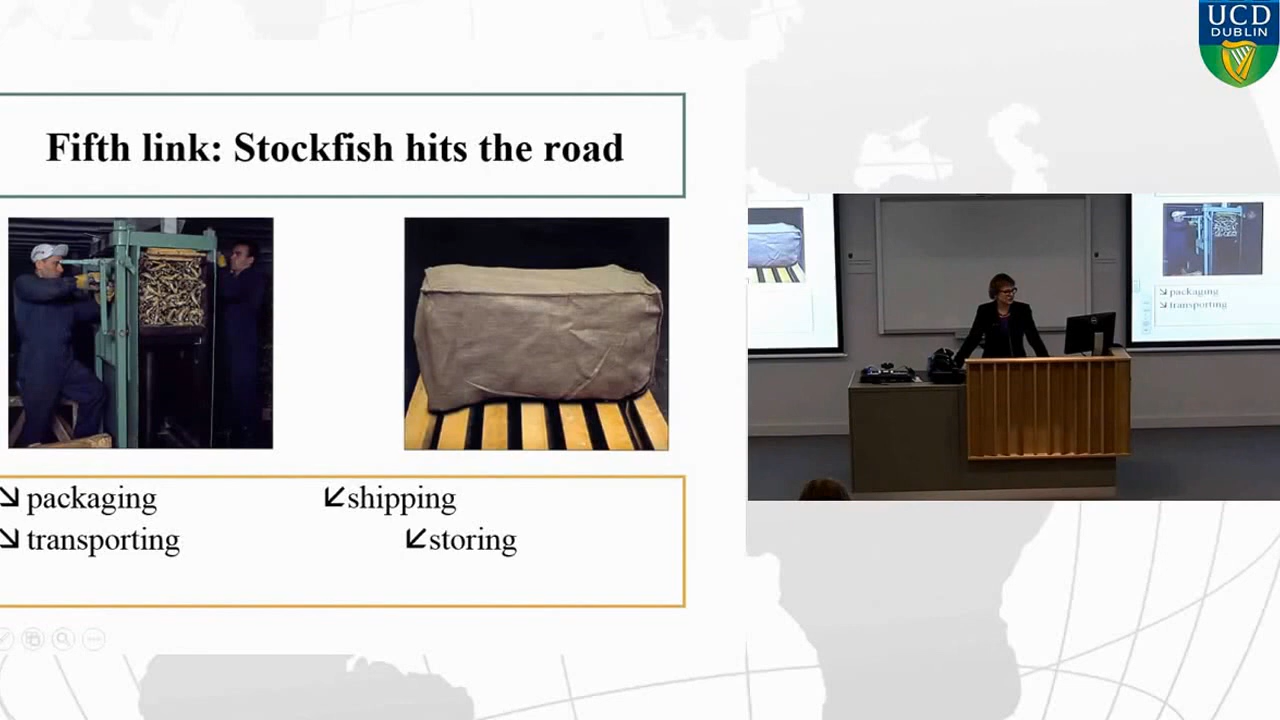 UCD
DUBLIN
Fifth link: Stockfish hits the road
packaging
shipping
transporting
storing
packaging
transporting